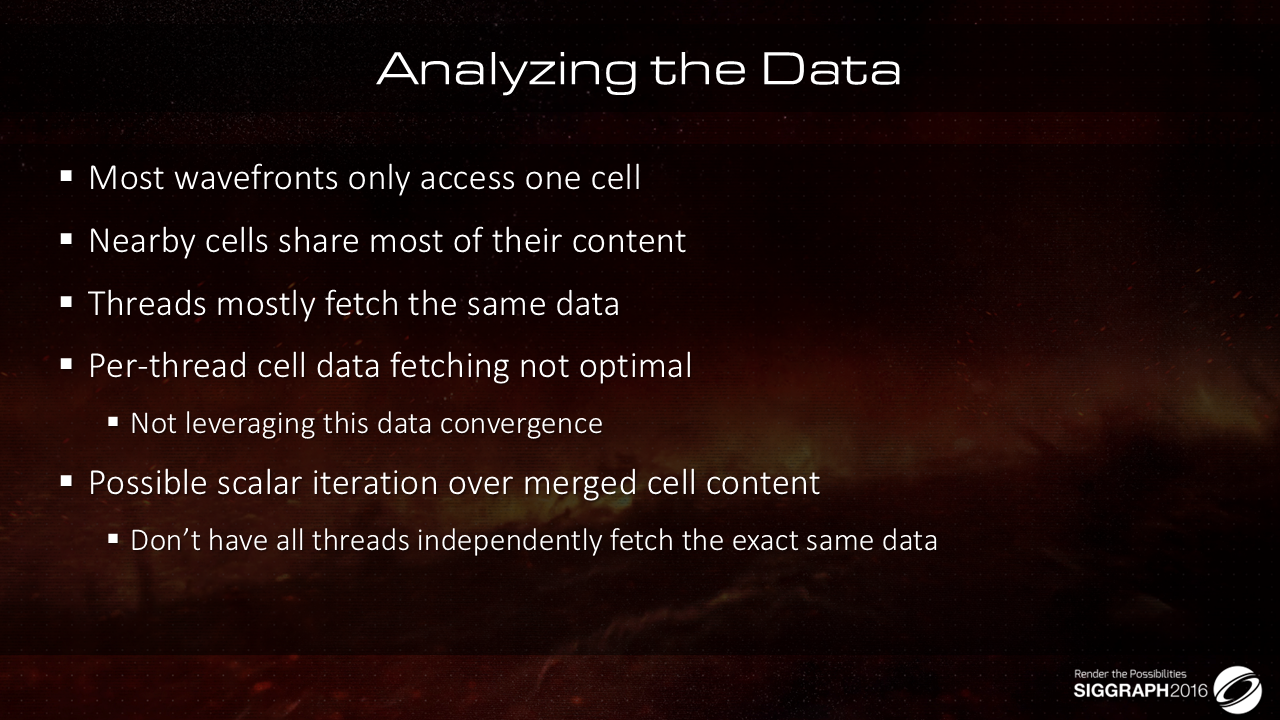 Analyzing the Data
▪ Most wavefronts only access one cell
▪ Nearby cells share most of their content
▪ Threads mostly fetch the same data
▪ Per-thread cell data fetching not optimal
▪ Not leveraging this data convergence
▪ Possible scalar iteration over merged cell content
▪ Don’t have all threads independently fetch the exact same data
Render the Possibilities
SIGGRAPH2016